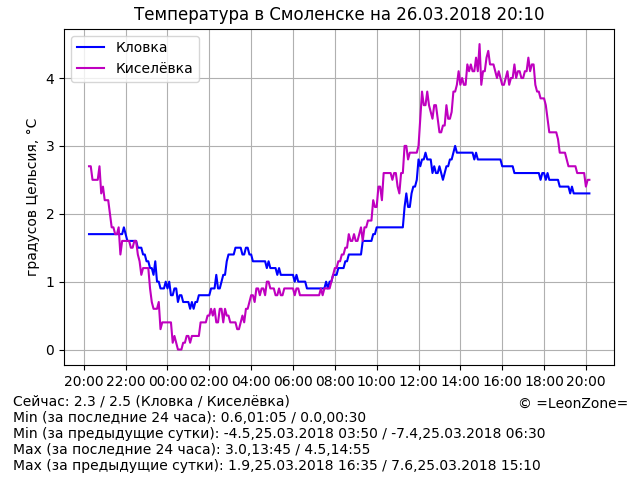 Температура в Смоленске на 26.03.2018 20:10
Кловка
Киселёвка
градусов Цельсия, °C
4
3
2
1
0
20:00 22:00 00:00 02:00 04:00 06:00 08:00 10:00 12:00 14:00 16:00 18:00 20:00
Сейчас: 2.3 / 2.5 (Кловка / Киселёвка)
© =LeonZone=
Min (за последние 24 часа): 0.6,01:05 / 0.0,00:30
Min (за предыдущие сутки): -4.5,25.03.2018 03:50 / -7.4,25.03.2018 06:30
Max (за последние 24 часа): 3.0,13:45 / 4.5,14:55
Max (за предыдущие сутки): 1.9,25.03.2018 16:35 / 7.6,25.03.2018 15:10